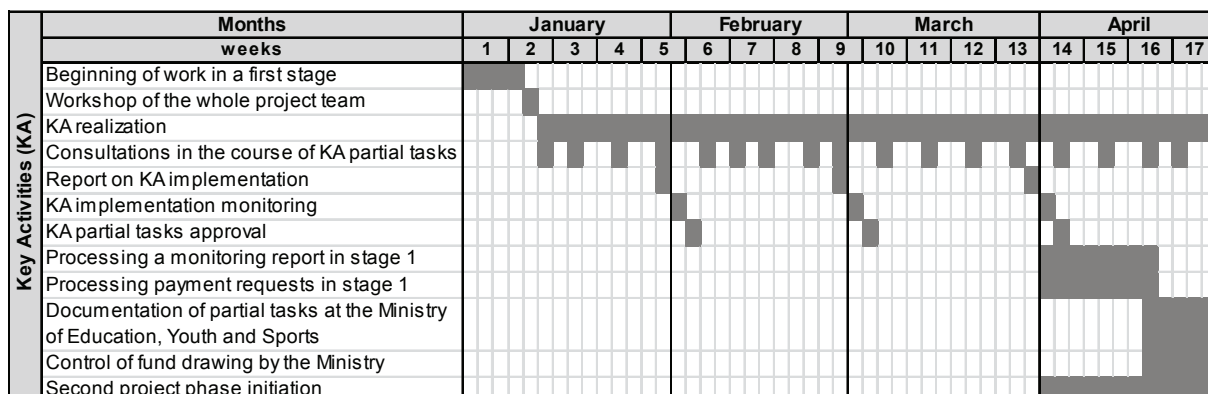 Months January February March April
weeks 1 2 3 4 5 6 7 8 9 10 11 12 13 14 15 16 17
Key Activities (KA)
Beginning of work in a first stage
Workshop of the whole project team
KA realization
Consultations in the course of KA partial tasks
Report on KA implementation
KA implementation monitoring
KA partial tasks approval
Processing a monitoring report in stage 1
Processing payment requests in stage 1
Documentation of partial tasks at the Ministry
of Education, Youth and Sports
Control of fund drawing by the Ministry
Second project phase initiation